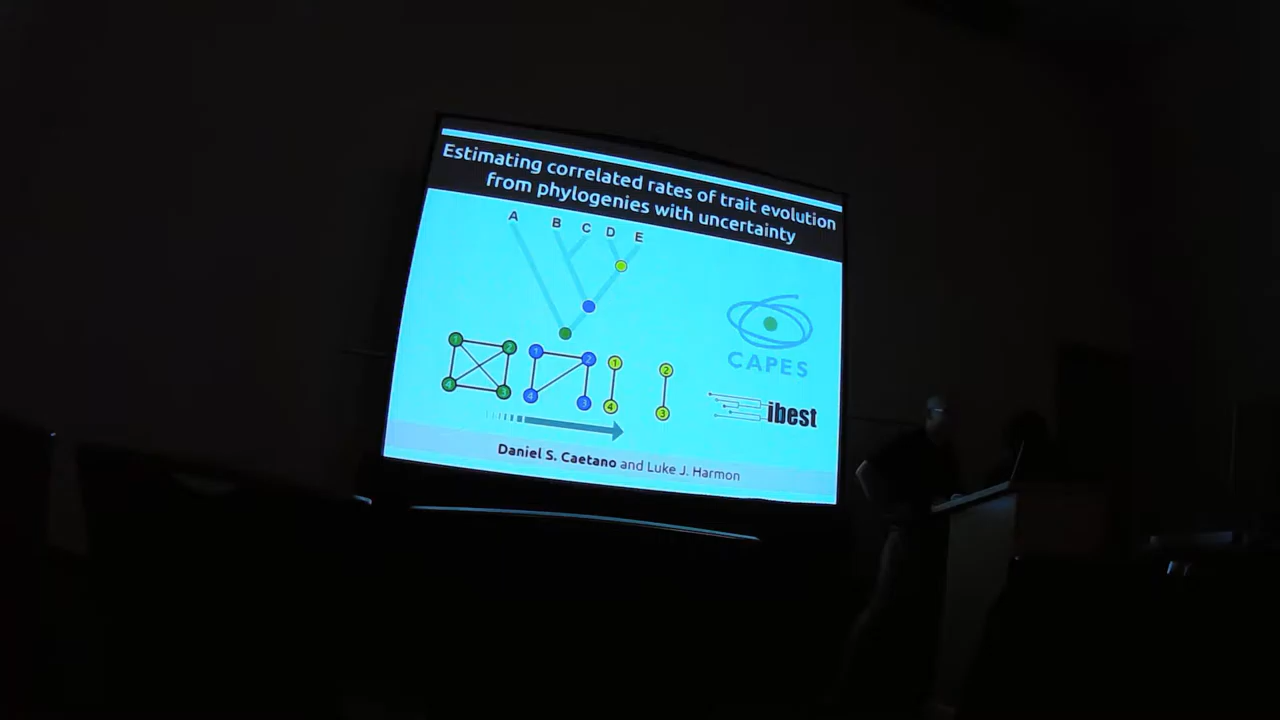 Estimating correlated rates of trait evolution
from phylogenies with uncertainty
A B C D E
1 2 1 2 1 2
4 3 4 3 4 3
CAPES
ibest
Daniel S. Caetano and Luke J. Harmon